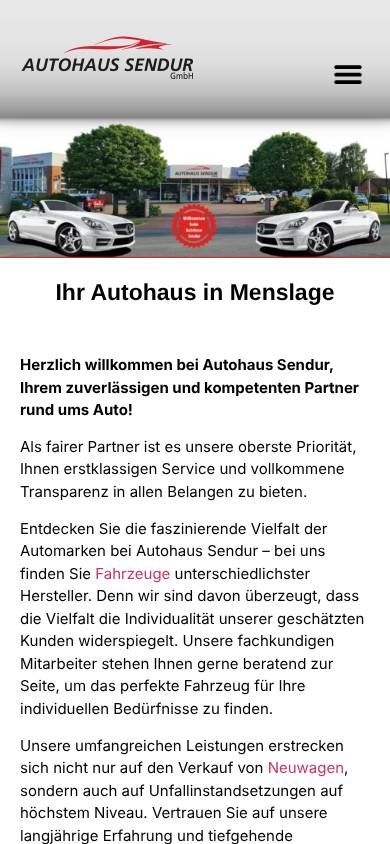 AUTOHAUS SENDUR
GmbH
AUTOHAUS SENDUR
Willkommen
beim
Autohaus
Sendur
Ihr Autohaus in Menslage
Herzlich willkommen bei Autohaus Sendur,
Ihrem zuverlässigen und kompetenten Partner
rund ums Auto!
Als fairer Partner ist es unsere oberste Priorität,
Ihnen erstklassigen Service und vollkommene
Transparenz in allen Belangen zu bieten.
Entdecken Sie die faszinierende Vielfalt der
Automarken bei Autohaus Sendur – bei uns
finden Sie Fahrzeuge unterschiedlichster
Hersteller. Denn wir sind davon überzeugt, dass
die Vielfalt die Individualität unserer geschätzten
Kunden widerspiegelt. Unsere fachkundigen
Mitarbeiter stehen Ihnen gerne beratend zur
Seite, um das perfekte Fahrzeug für Ihre
individuellen Bedürfnisse zu finden.
Unsere umfangreichen Leistungen erstrecken
sich nicht nur auf den Verkauf von Neuwagen,
sondern auch auf Unfallinstandsetzungen auf
höchstem Niveau. Vertrauen Sie auf unsere
langjährige Erfahrung und tiefgehende